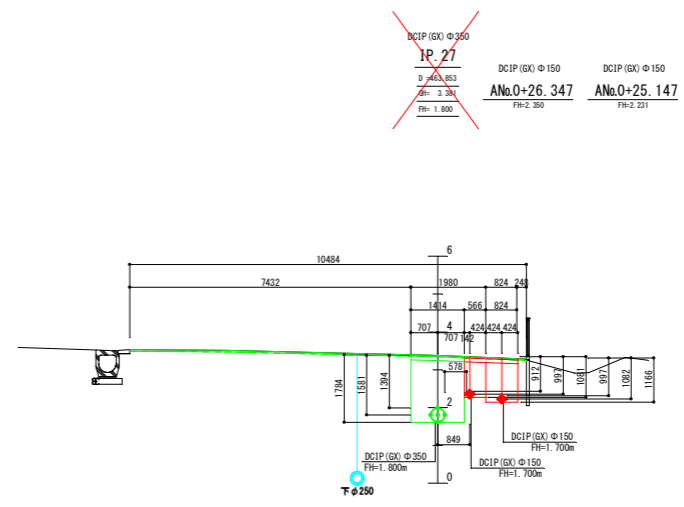 DCIP(GX)Φ350
IP.27
D =463.853
GH= 3.381
FH= 1.800
DCIP(GX)Φ150
ANo.0+26.347
FH=2.350
DCIP(GX)Φ150
ANo.0+25.147
FH=2.231
6
10484
7432
1980
824
248
1414
566
824
707
4
424
424
424
707
142
578
1784
1581
1394
912
997
1081
997
1082
1166
2
849
DCIP(GX)Φ150
FH=1.700m
DCIP(GX)Φ350
FH=1.800m
DCIP(GX)Φ150
FH=1.700m
0
下φ250